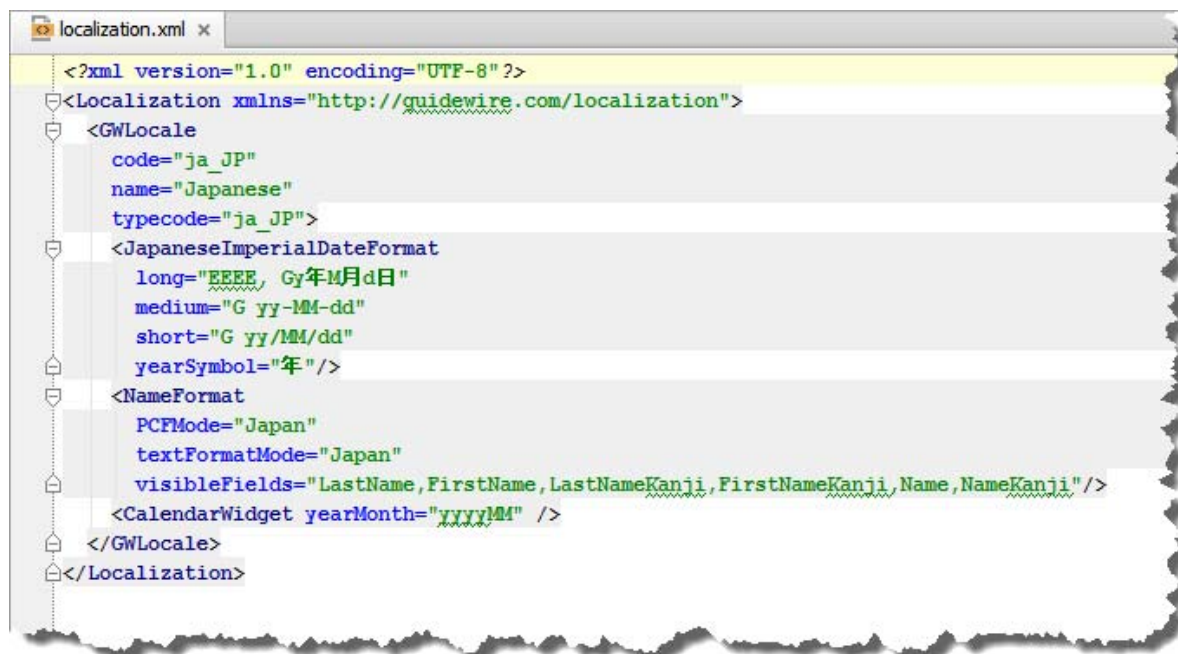 localization.xml ×
<?xml version="1.0" encoding="UTF-8"?>
<Localization xmlns="http://guidewire.com/localization">
<GWLocale
code="ja_JP"
name="Japanese"
typecode="ja_JP">
<JapaneseImperialDateFormat
long="EEEE, Gy年M月d日"
medium="G yy-MM-dd"
short="G yy/MM/dd"
yearSymbol="年"/>
<NameFormat
PCFMode="Japan"
textFormatMode="Japan"
visibleFields="LastName,FirstName,LastNameKanji,FirstNameKanji,Name,NameKanji"/>
<CalendarWidget yearMonth="yyyyMM" />
</GWLocale>
</Localization>